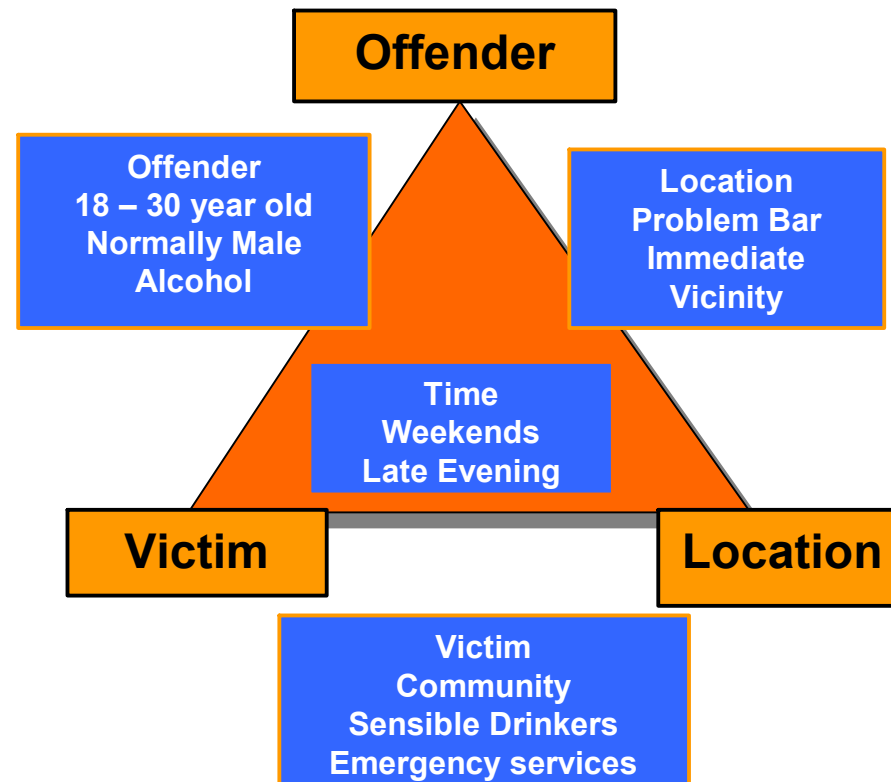 Offender
Offender
18 – 30 year old
Normally Male
Alcohol
Location
Problem Bar
Immediate
Vicinity
Time
Weekends
Late Evening
Victim
Location
Victim
Community
Sensible Drinkers
Emergency services